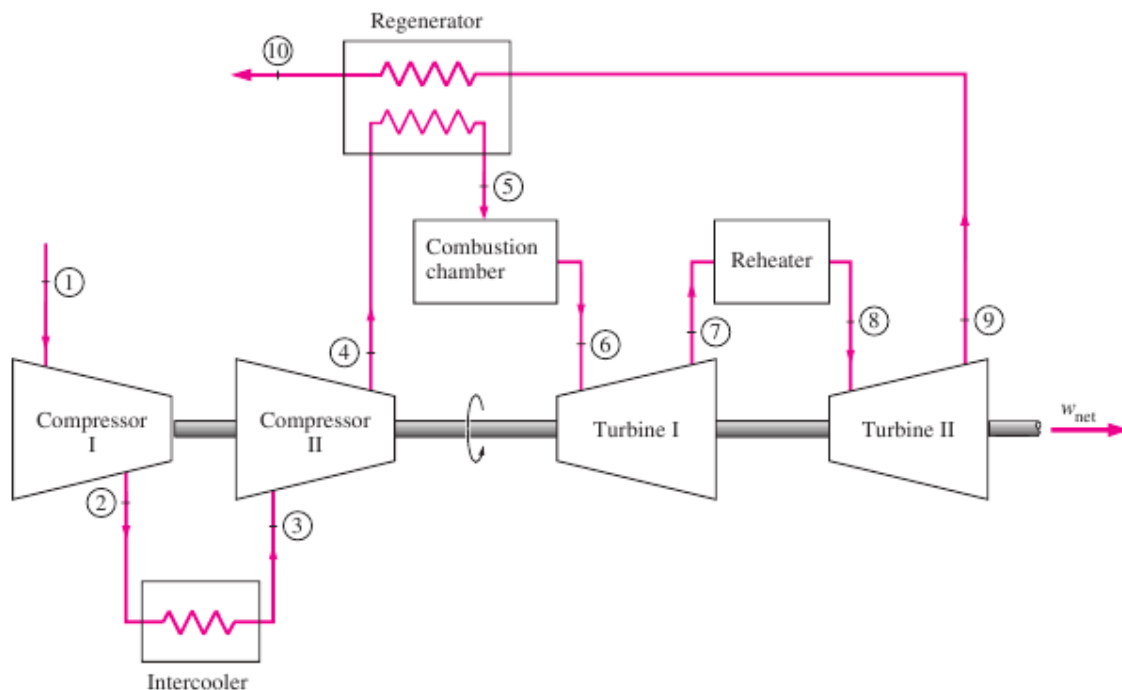 Regenerator
10
5
Combustion
chamber
Reheater
1
4
6
7
8
9
Compressor
I
Compressor
II
Turbine I
Turbine II
w_net
2
3
Intercooler